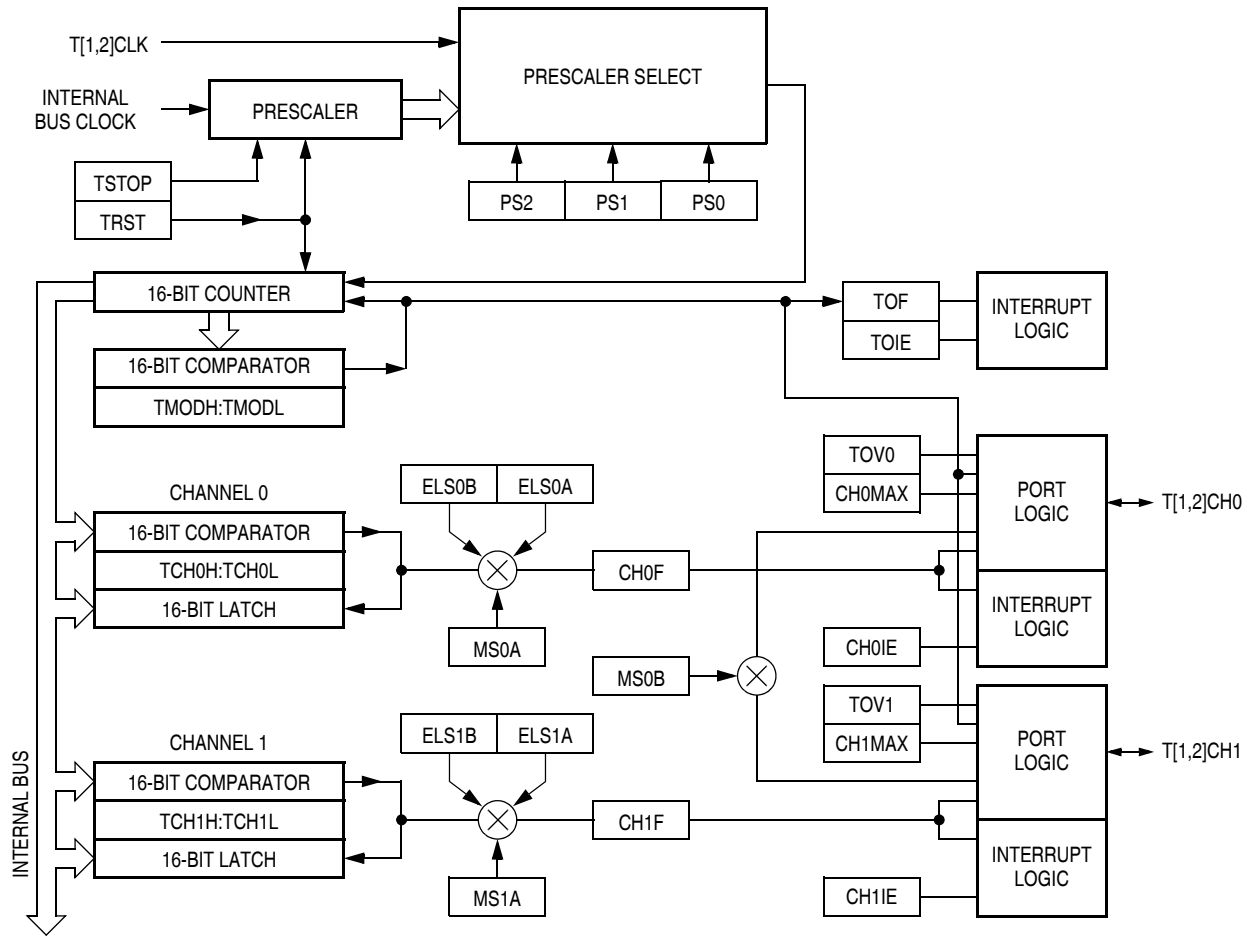 T[1,2]CLK
PRESCALER SELECT
INTERNAL
BUS CLOCK
PRESCALER
TSTOP
TRST
PS2
PS1
PS0
16-BIT COUNTER
16-BIT COMPARATOR
TMODH:TMODL
TOF
TOIE
INTERRUPT
LOGIC
CHANNEL 0
16-BIT COMPARATOR
TCH0H:TCH0L
16-BIT LATCH
ELS0B
ELS0A
MS0A
CH0F
TOV0
CH0MAX
PORT
LOGIC
T[1,2]CH0
INTERRUPT
LOGIC
CH0IE
MS0B
CHANNEL 1
16-BIT COMPARATOR
TCH1H:TCH1L
16-BIT LATCH
ELS1B
ELS1A
MS1A
CH1F
TOV1
CH1MAX
PORT
LOGIC
T[1,2]CH1
INTERRUPT
LOGIC
CH1IE
INTERNAL BUS